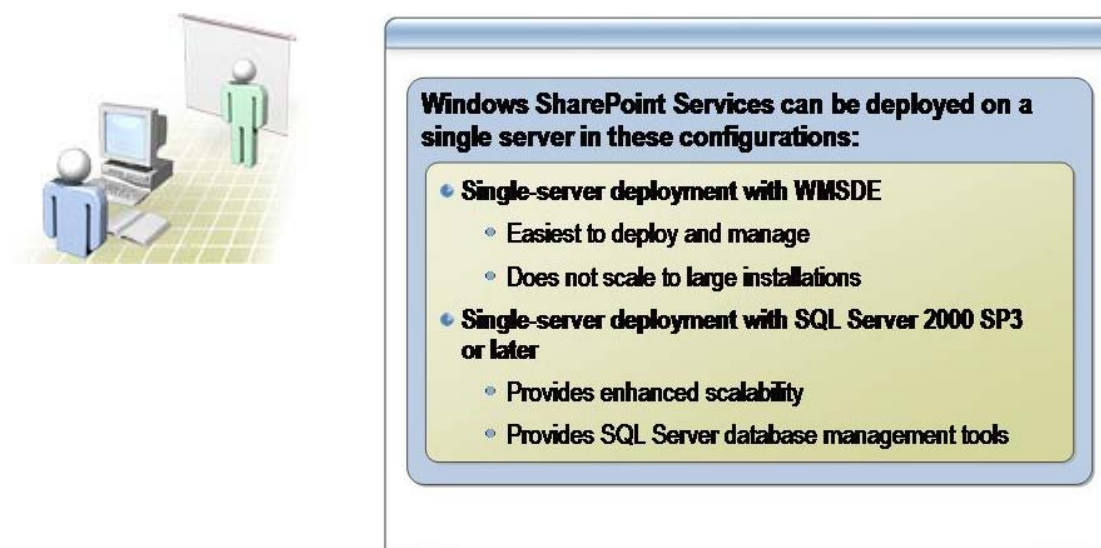 Windows SharePoint Services can be deployed on a
single server in these configurations:
Single-server deployment with WMSDE
Easiest to deploy and manage
Does not scale to large installations
Single-server deployment with SQL Server 2000 SP3
or later
Provides enhanced scalability
Provides SQL Server database management tools